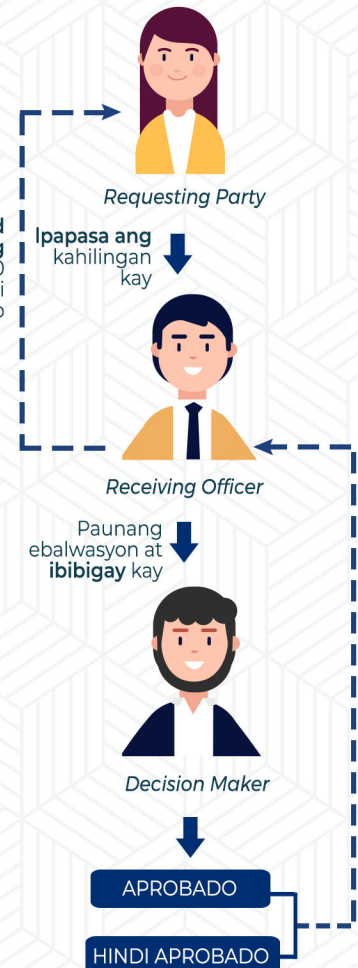 Requesting Party
Ipapasa ang
kahilingan
kay
Receiving Officer
Paunang
ebalwasyon at
ibibigay kay
Decision Maker
APROBADO
HINDI APROBADO